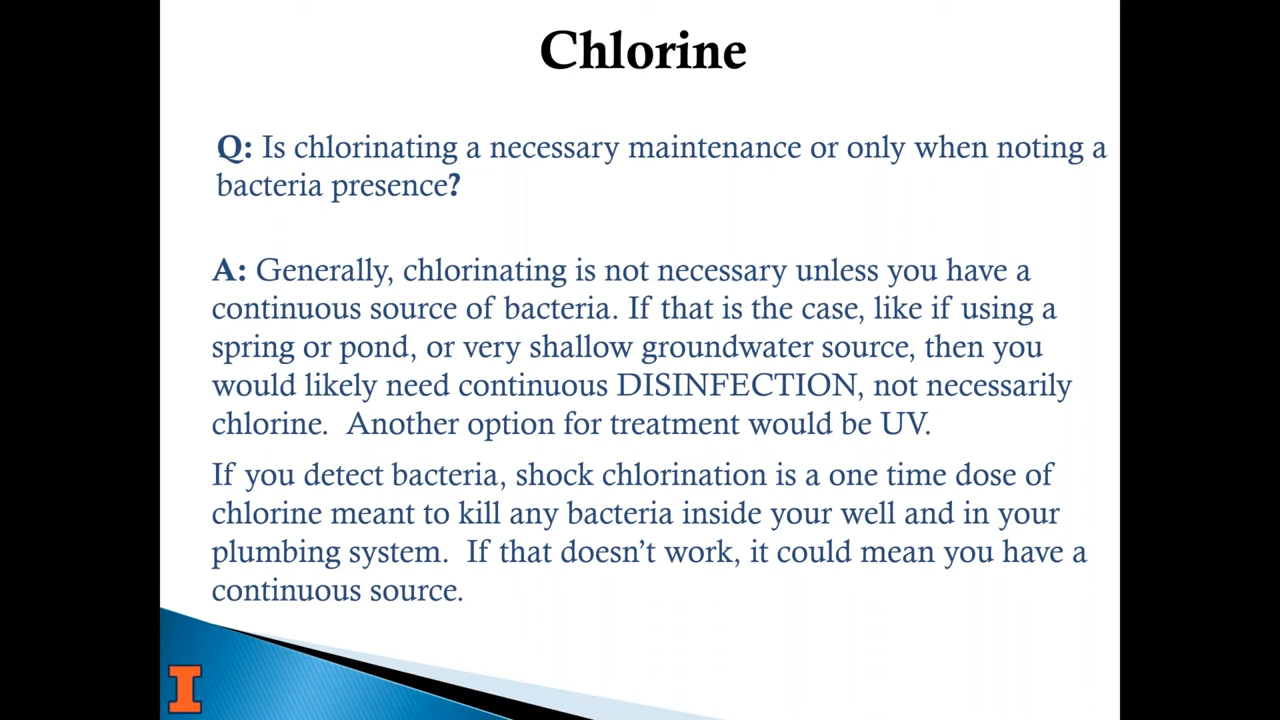 Chlorine
Q: Is chlorinating a necessary maintenance or only when noting a
bacteria presence?
A: Generally, chlorinating is not necessary unless you have a
continuous source of bacteria. If that is the case, like if using a
spring or pond, or very shallow groundwater source, then you
would likely need continuous DISINFECTION, not necessarily
chlorine.  Another option for treatment would be UV.
If you detect bacteria, shock chlorination is a one time dose of
chlorine meant to kill any bacteria inside your well and in your
plumbing system.  If that doesn’t work, it could mean you have a
continuous source.
I